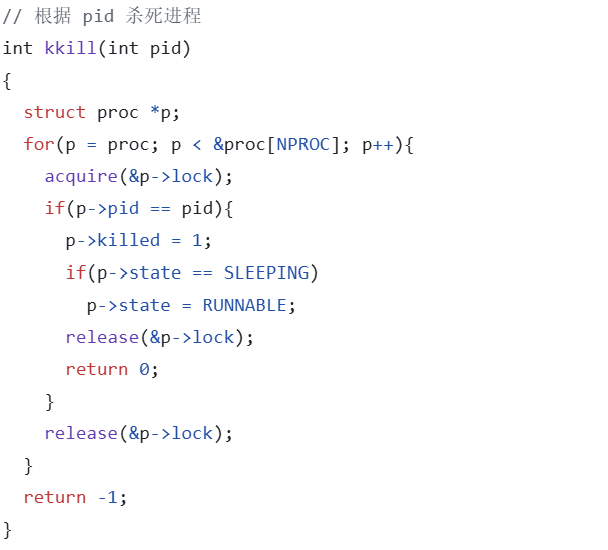 // 根据 pid 杀死进程
int kkill(int pid)
{
  struct proc *p;
  for(p = proc; p < &proc[NPROC]; p++){
    acquire(&p->lock);
    if(p->pid == pid){
      p->killed = 1;
      if(p->state == SLEEPING)
        p->state = RUNNABLE;
      release(&p->lock);
      return 0;
    }
    release(&p->lock);
  }
  return -1;
}